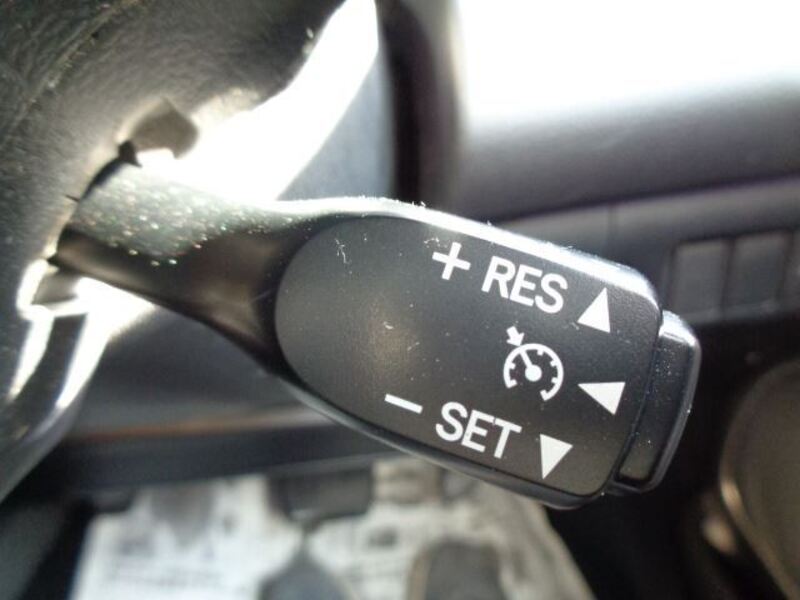 + RES
− SET